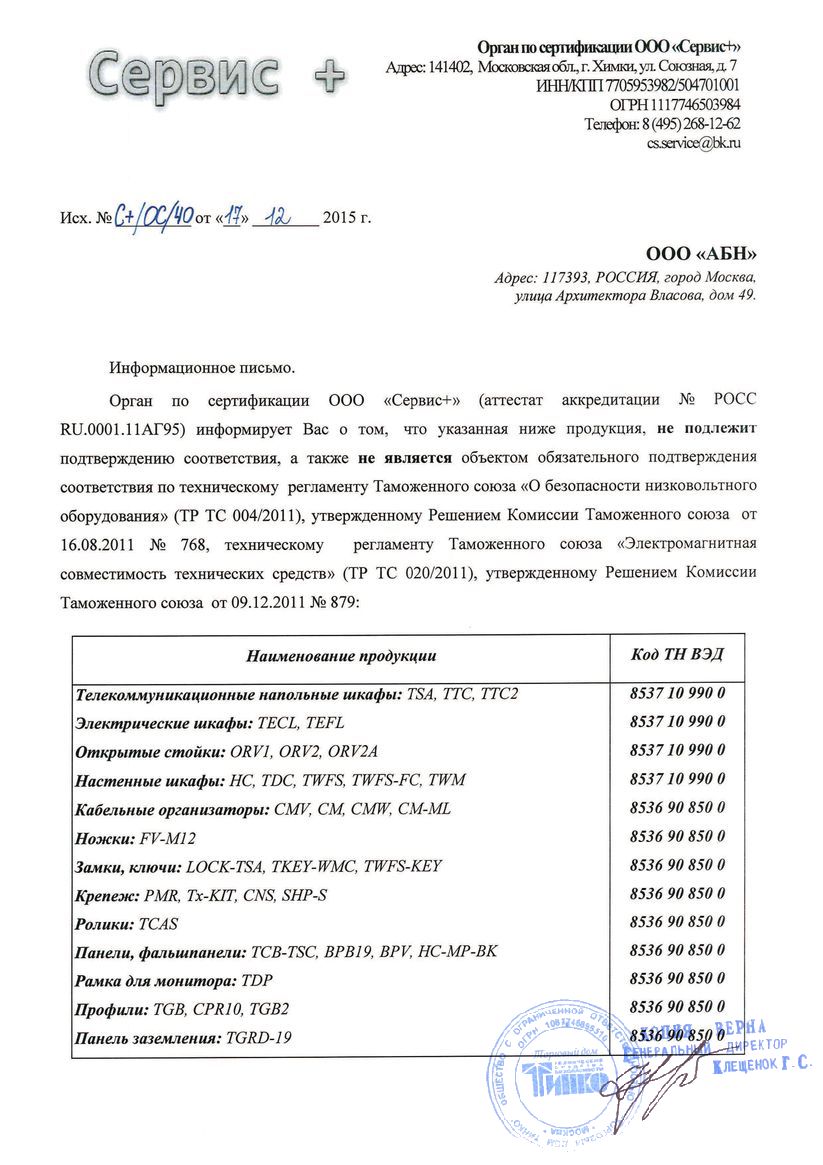 Сервис +
Орган по сертификации ООО «Сервис+»
Адрес: 141402, Московская обл., г. Химки, ул. Союзная, д. 7
ИНН/КПП 7705953982/504701001
ОГРН 1117746503984
Телефон: 8 (495) 268-12-62
cs.service@bk.ru
Исх. № С+/ОС/40 от «17» 12 2015 г.
ООО «АБН»
Адрес: 117393, РОССИЯ, город Москва,
улица Архитектора Власова, дом 49.
Информационное письмо.
Орган по сертификации ООО «Сервис+» (аттестат аккредитации № РОСС
RU.0001.11АГ95) информирует Вас о том, что указанная ниже продукция, не подлежит
подтверждению соответствия, а также не является объектом обязательного подтверждения
соответствия по техническому регламенту Таможенного союза «О безопасности низковольтного
оборудования» (ТР ТС 004/2011), утвержденному Решением Комиссии Таможенного союза от
16.08.2011 № 768, техническому регламенту Таможенного союза «Электромагнитная
совместимость технических средств» (ТР ТС 020/2011), утвержденному Решением Комиссии
Таможенного союза от 09.12.2011 № 879:
Наименование продукции Код ТН ВЭД
Телекоммуникационные напольные шкафы: TSA, TTC, TTC2 8537 10 990 0
Электрические шкафы: TECL, TEFL 8537 10 990 0
Открытые стойки: ORV1, ORV2, ORV2A 8537 10 990 0
Настенные шкафы: HC, TDC, TWFS, TWFS-FC, TWM 8537 10 990 0
Кабельные организаторы: CMV, CM, CMW, CM-ML 8536 90 850 0
Ножки: FV-M12 8536 90 850 0
Замки, ключи: LOCK-TSA, TKEY-WMC, TWFS-KEY 8536 90 850 0
Крепеж: PMR, Tx-KIT, CNS, SHP-S 8536 90 850 0
Ролики: TCAS 8536 90 850 0
Панели, фальшпанели: TCB-TSC, BPB19, BPV, HC-MP-BK 8536 90 850 0
Рамка для монитора: TDP 8536 90 850 0
Профили: TGB, CPR10, TGB2 8536 90 850 0
Панель заземления: TGRD-19 8536 90 850 0
ОБЩЕСТВО С ОГРАНИЧЕННОЙ ОТВЕТСТВЕННОСТЬЮ
Торговый дом
ТИНКО
МОСКВА
КОПИЯ ВЕРНА
ГЕНЕРАЛЬНЫЙ ДИРЕКТОР
КЛЕЩЕНОК Г. С.